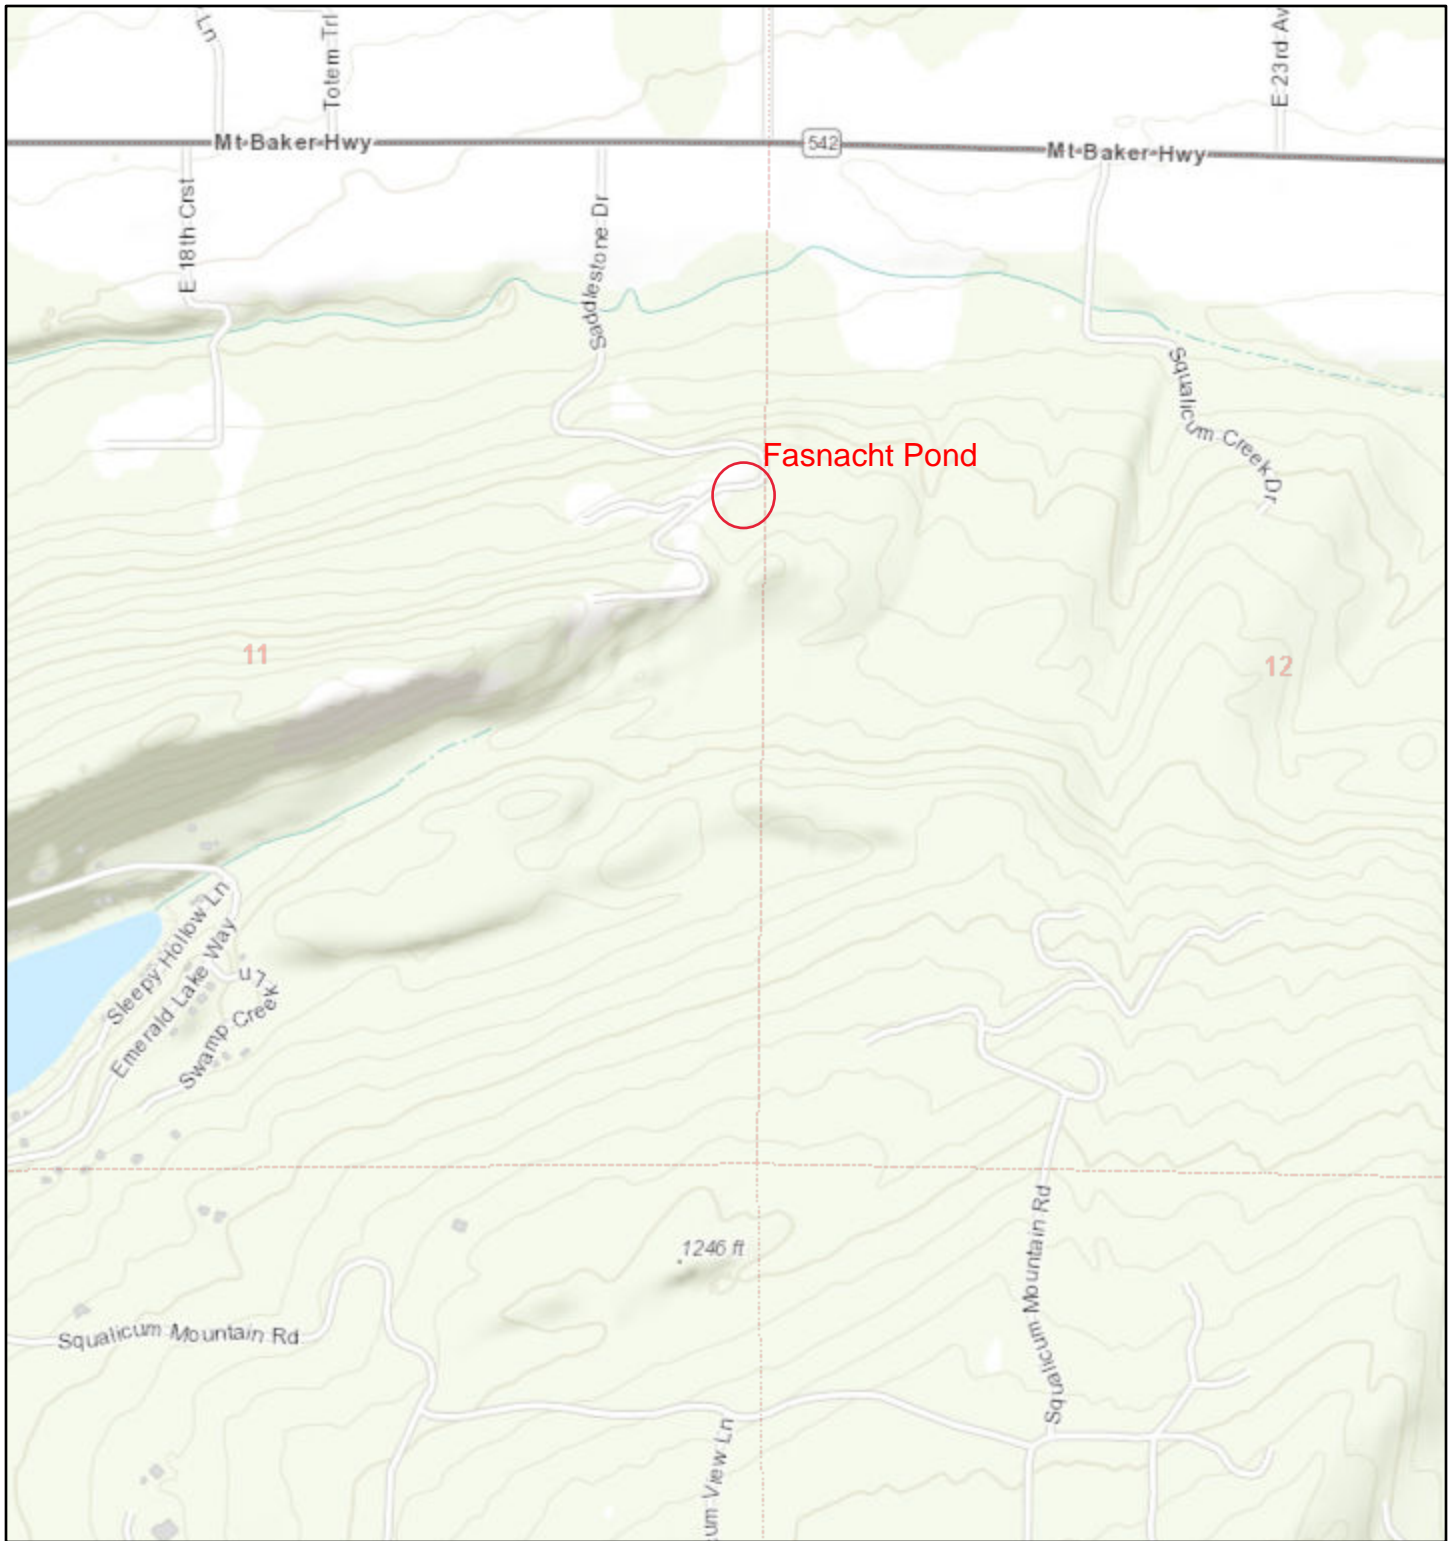 Ln
Totem Trl
E 23rd Av
Mt Baker Hwy
542
Mt Baker Hwy
E 18th Crst
Saddlestone Dr
Squalicum Creek Dr
Fasnacht Pond
11
12
Sleepy Hollow Ln
Emerald Lake Way
Swamp Creek Ln
1246 ft
Squalicum Mountain Rd
Squalicum Mountain Rd
um View Ln